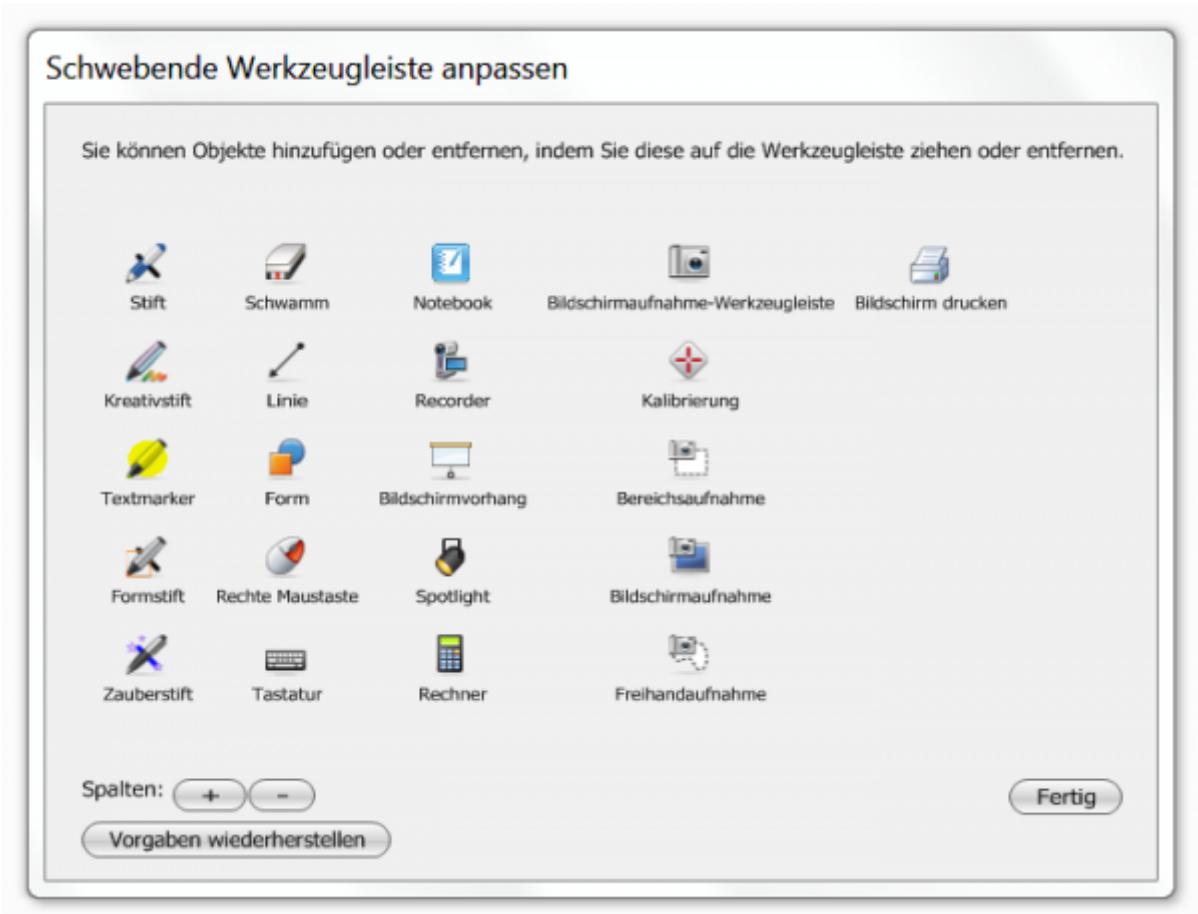 Schwebende Werkzeugleiste anpassen
Sie können Objekte hinzufügen oder entfernen, indem Sie diese auf die Werkzeugleiste ziehen oder entfernen.
Stift Schwamm Notebook Bildschirmaufnahme-Werkzeugleiste Bildschirm drucken
Kreativstift Linie Recorder Kalibrierung
Textmarker Form Bildschirmvorhang Bereichsaufnahme
Formstift Rechte Maustaste Spotlight Bildschirmaufnahme
Zauberstift Tastatur Rechner Freihandaufnahme
Spalten: + - Fertig
Vorgaben wiederherstellen